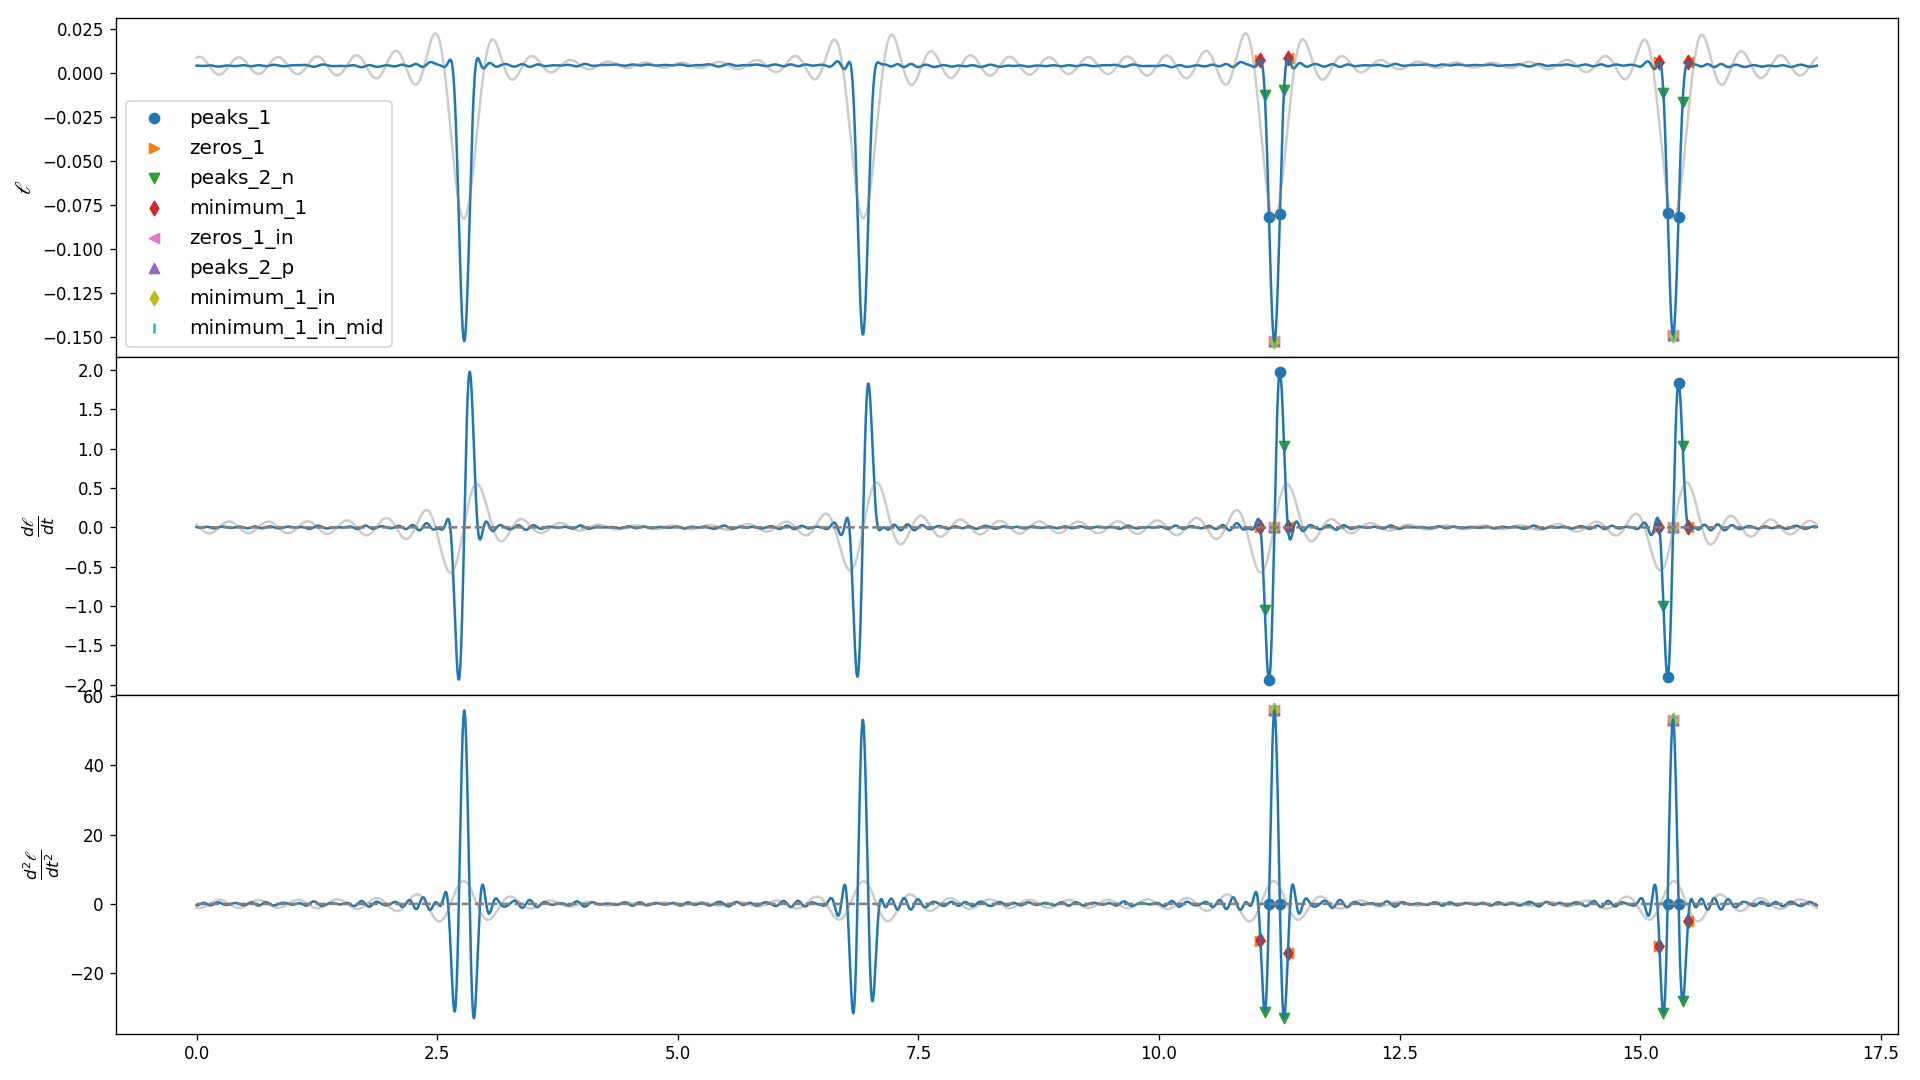 0.025
0.000
−0.025
−0.050
−0.075
−0.100
−0.125
−0.150
ℓ
peaks_1
zeros_1
peaks_2_n
minimum_1
zeros_1_in
peaks_2_p
minimum_1_in
minimum_1_in_mid
2.0
1.5
1.0
0.5
0.0
−0.5
−1.0
−1.5
−2.0
dℓ
dt
60
40
20
0
−20
d²ℓ
dt²
0.0 2.5 5.0 7.5 10.0 12.5 15.0 17.5